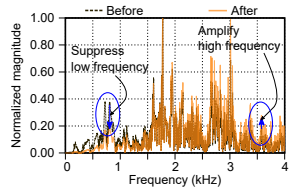 Before
After
1.00
0.80
0.60
0.40
0.20
0.00
Normalized magnitude
Suppress
low frequency
Amplify
high frequency
0 1 2 3 4
Frequency (kHz)